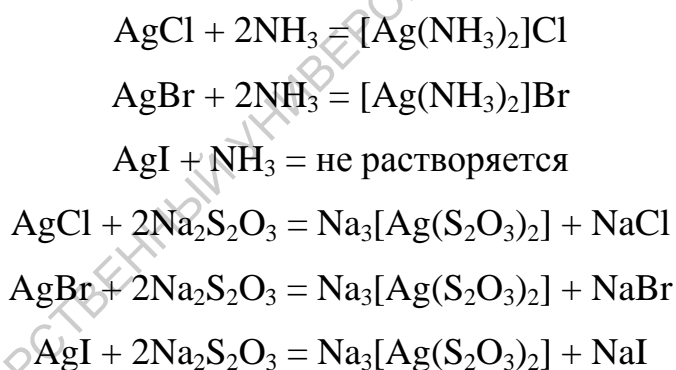 AgCl + 2NH₃ = [Ag(NH₃)₂]Cl
AgBr + 2NH₃ = [Ag(NH₃)₂]Br
AgI + NH₃ = не растворяется
AgCl + 2Na₂S₂O₃ = Na₃[Ag(S₂O₃)₂] + NaCl
AgBr + 2Na₂S₂O₃ = Na₃[Ag(S₂O₃)₂] + NaBr
AgI + 2Na₂S₂O₃ = Na₃[Ag(S₂O₃)₂] + NaI